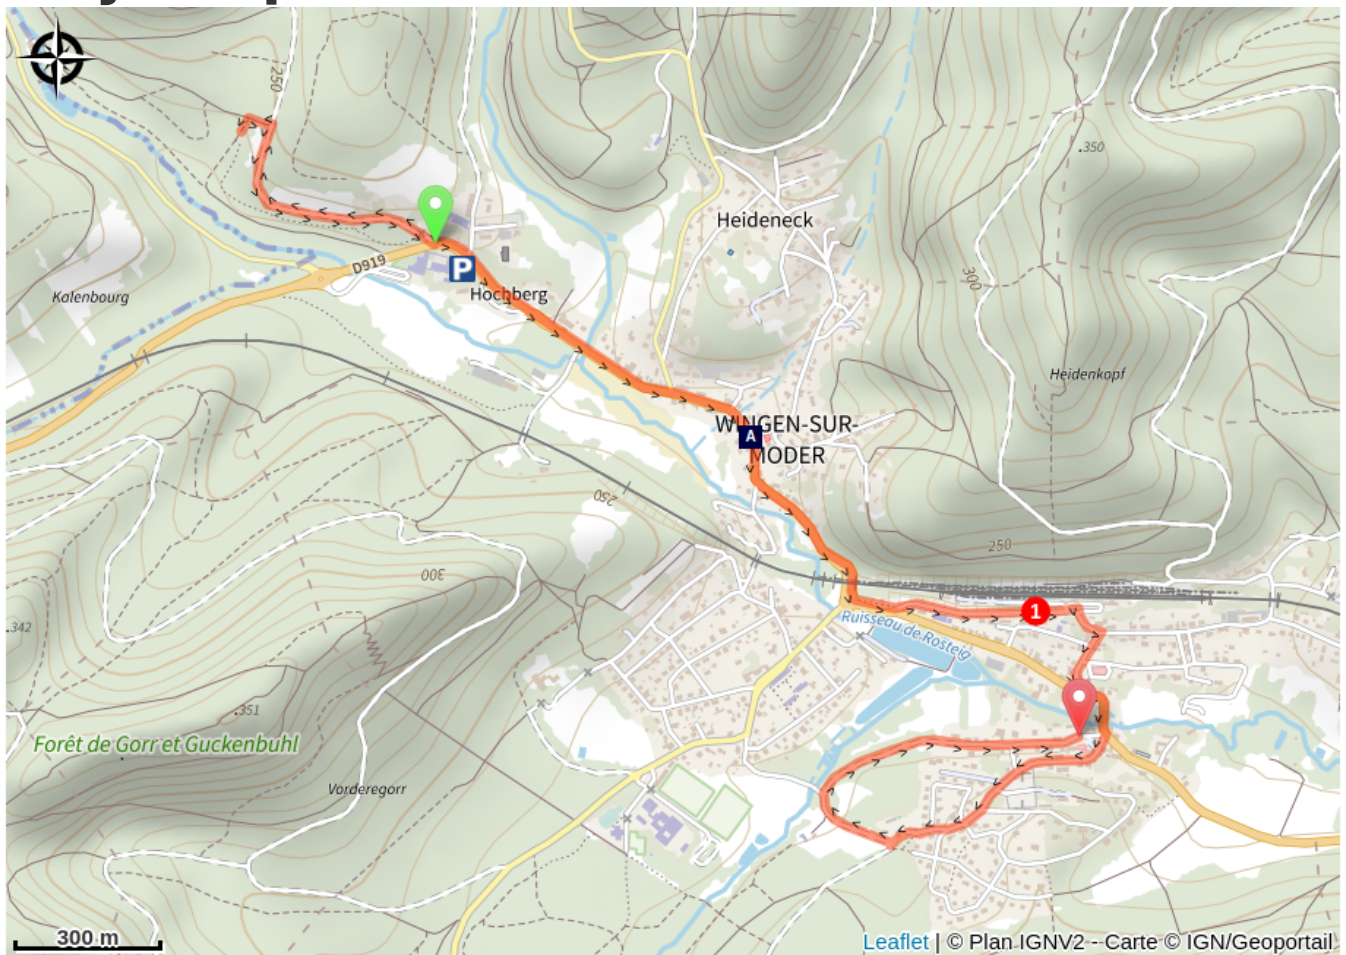 250
.350
Heideneck
D919
P
Kalenbourg
Hochberg
300
Heidenkopf
A
WINGEN-SUR-
MODER
250
250
300
1
Ruisseau de Rosteig
.342
.351
Forêt de Gorr et Guckenbuhl
Vorderegorr
300 m
Leaflet | © Plan IGNV2 - Carte © IGN/Geoportail